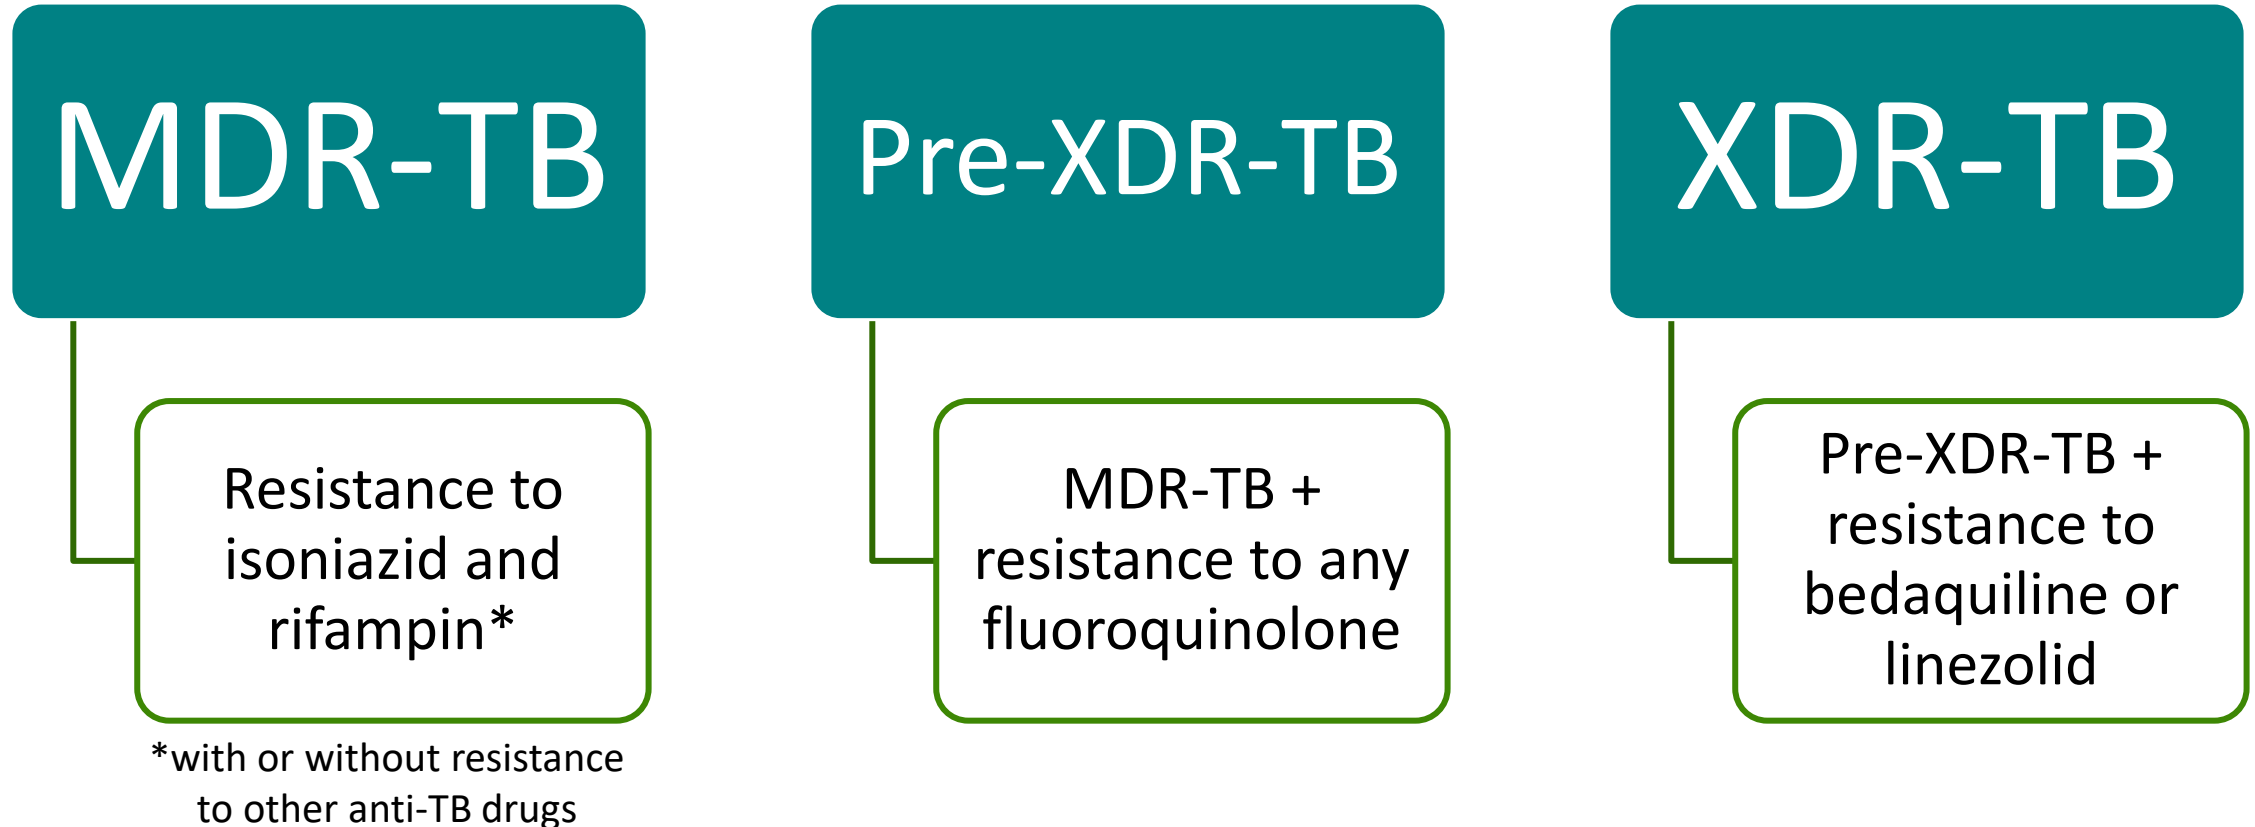 MDR-TB
Resistance to
isoniazid and
rifampin*
*with or without resistance
to other anti-TB drugs
Pre-XDR-TB
MDR-TB +
resistance to any
fluoroquinolone
XDR-TB
Pre-XDR-TB +
resistance to
bedaquiline or
linezolid